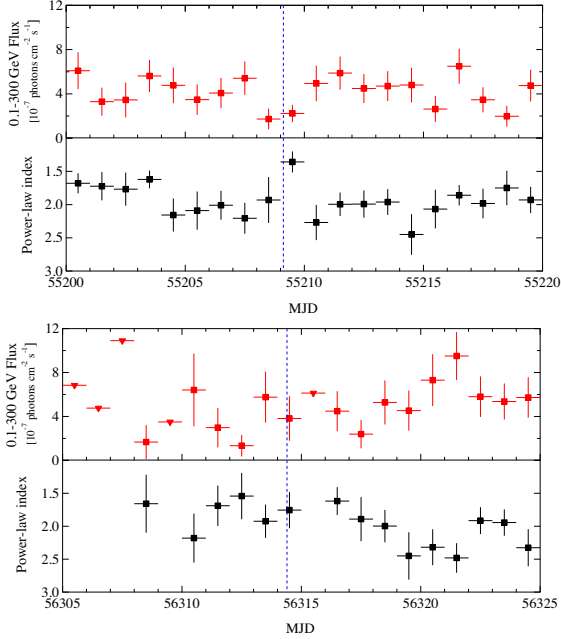 12
8
4
0
0.1-300 GeV Flux
[10⁻⁷ photons cm⁻² s⁻¹]
1.5
2.0
2.5
3.0
Power-law index
55200 55205 55210 55215 55220
MJD
12
8
4
0
0.1-300 GeV Flux
[10⁻⁷ photons cm⁻² s⁻¹]
1.5
2.0
2.5
3.0
Power-law index
56305 56310 56315 56320 56325
MJD